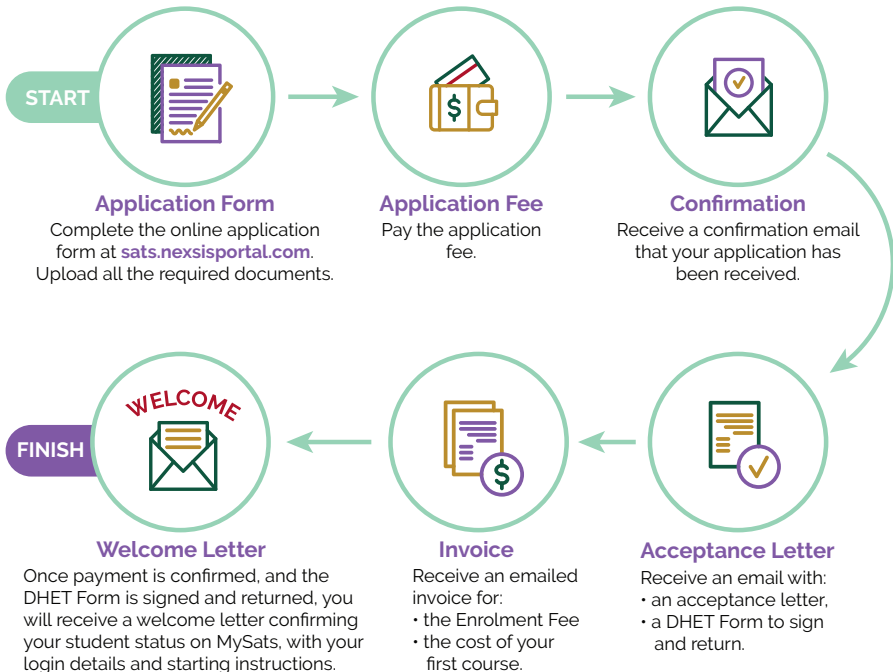 START
Application Form
Complete the online application
form at sats.nexsisportal.com.
Upload all the required documents.
$
Application Fee
Pay the application
fee.
Confirmation
Receive a confirmation email
that your application has
been received.
FINISH
WELCOME
Welcome Letter
Once payment is confirmed, and the
DHET Form is signed and returned, you
will receive a welcome letter confirming
your student status on MySats, with your
login details and starting instructions.
$
Invoice
Receive an emailed
invoice for:
• the Enrolment Fee
• the cost of your
first course.
Acceptance Letter
Receive an email with:
• an acceptance letter,
• a DHET Form to sign
and return.